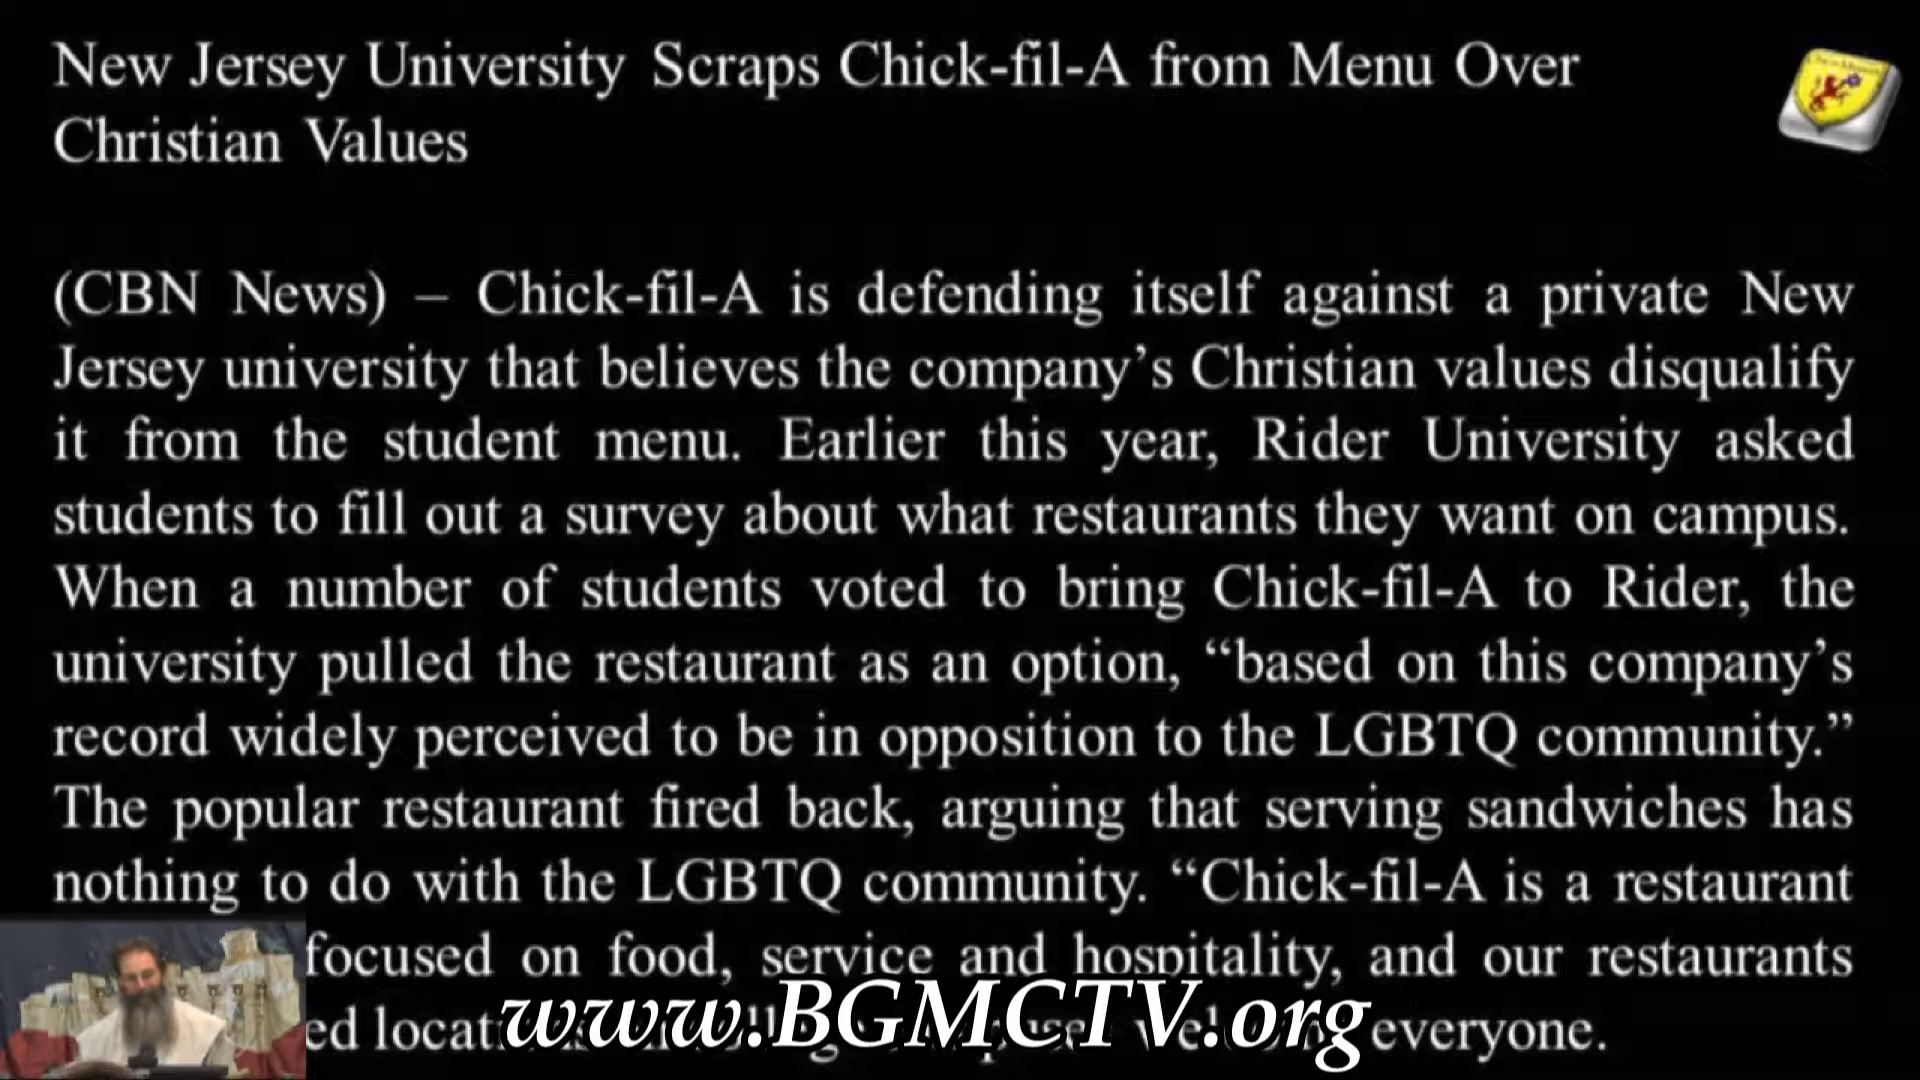 New Jersey University Scraps Chick-fil-A from Menu Over
Christian Values
(CBN News) – Chick-fil-A is defending itself against a private New
Jersey university that believes the company’s Christian values disqualify
it from the student menu. Earlier this year, Rider University asked
students to fill out a survey about what restaurants they want on campus.
When a number of students voted to bring Chick-fil-A to Rider, the
university pulled the restaurant as an option, “based on this company’s
record widely perceived to be in opposition to the LGBTQ community.”
The popular restaurant fired back, arguing that serving sandwiches has
nothing to do with the LGBTQ community. “Chick-fil-A is a restaurant
focused on food, service and hospitality, and our restaurants
everyone.
www.BGMCTV.org